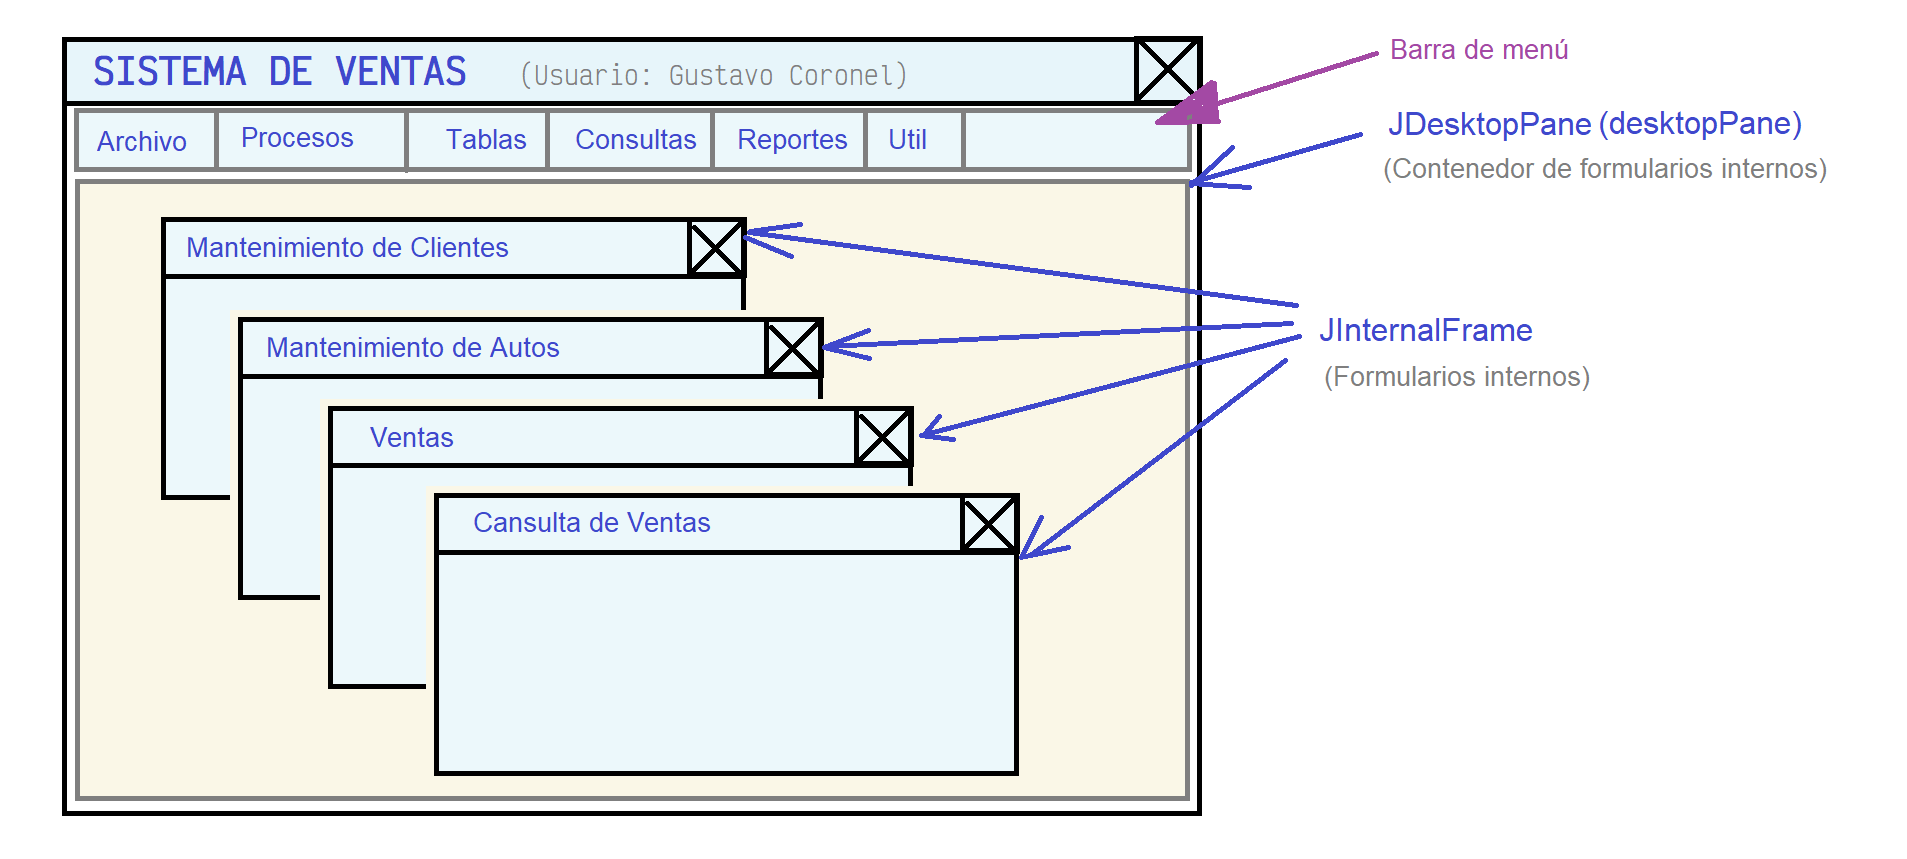 SISTEMA DE VENTAS (Usuario: Gustavo Coronel)
Barra de menú
Archivo Procesos Tablas Consultas Reportes Util
JDesktopPane (desktopPane)
(Contenedor de formularios internos)
Mantenimiento de Clientes
Mantenimiento de Autos
JInternalFrame
(Formularios internos)
Ventas
Cansulta de Ventas